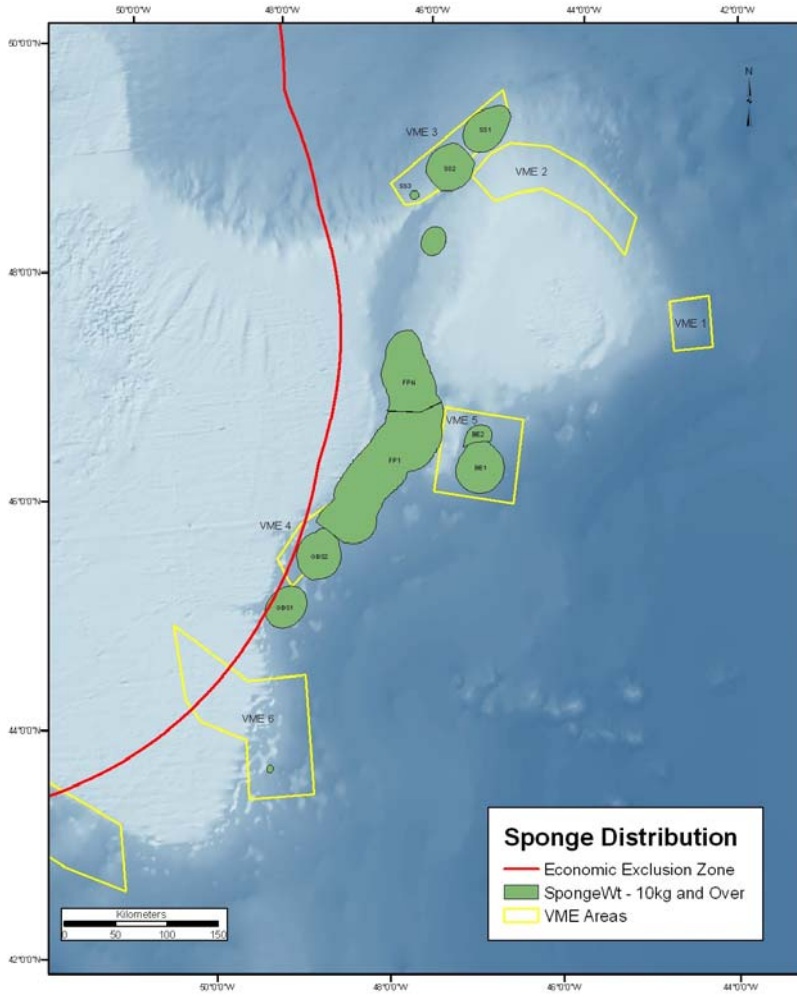 50°0'0"W 48°0'0"W 46°0'0"W 44°0'0"W 42°0'0"W
50°0'0"N
N
VME 3
SS1
SS2
SS3
VME 2
48°0'0"N
VME 1
FP6
VME 5
BE2
FP1
BE1
46°0'0"N
VME 4
GB02
GB01
44°0'0"N
VME 6
Sponge Distribution
Economic Exclusion Zone
SpongeWt - 10kg and Over
VME Areas
Kilometers
0 50 100 150
42°0'0"N
50°0'0"W 48°0'0"W 46°0'0"W 44°0'0"W